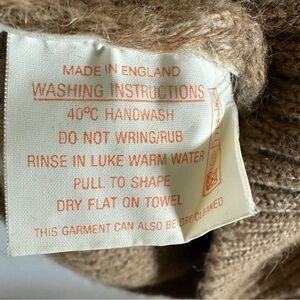 MADE IN ENGLAND
WASHING INSTRUCTIONS
40°C HANDWASH
DO NOT WRING/RUB
RINSE IN LUKE WARM WATER
PULL TO SHAPE
DRY FLAT ON TOWEL
THIS GARMENT CAN ALSO BE DRY CLEANED